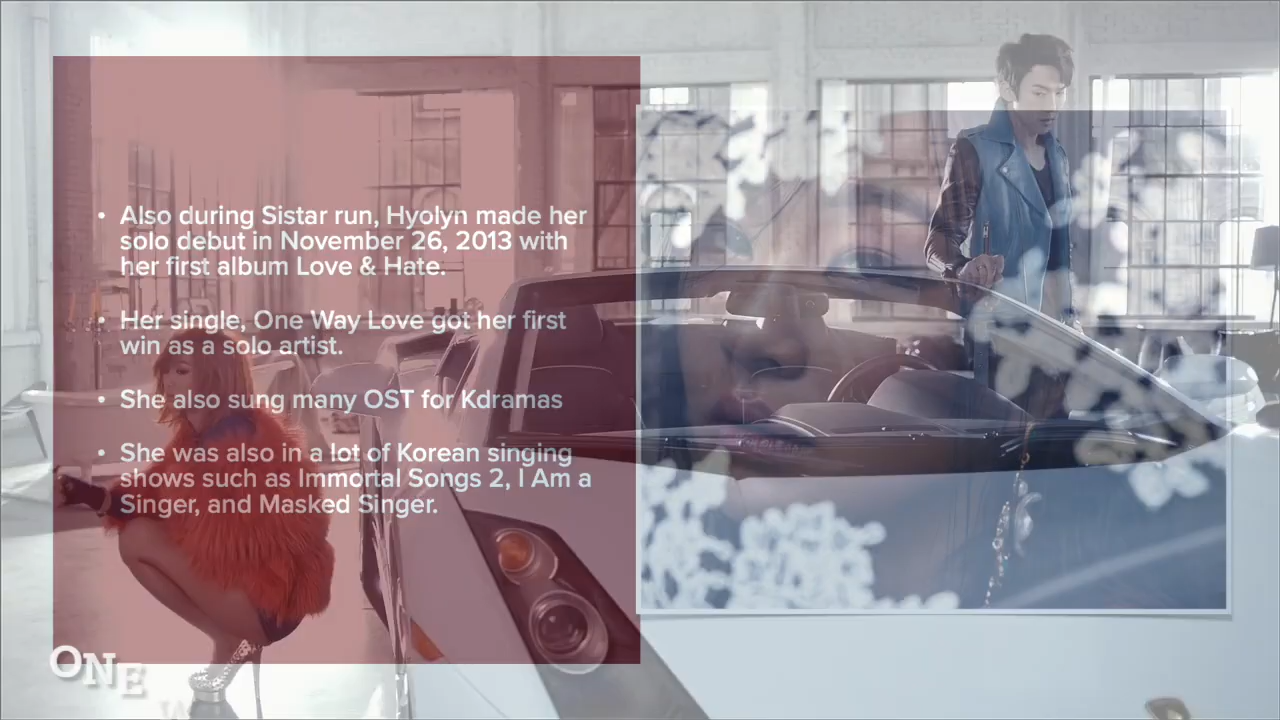 • Also during Sistar run, Hyolyn made her
solo debut in November 26, 2013 with
her first album Love & Hate.
• Her single, One Way Love got her first
win as a solo artist.
• She also sung many OST for Kdramas
• She was also in a lot of Korean singing
shows such as Immortal Songs 2, I Am a
Singer, and Masked Singer.
ONE